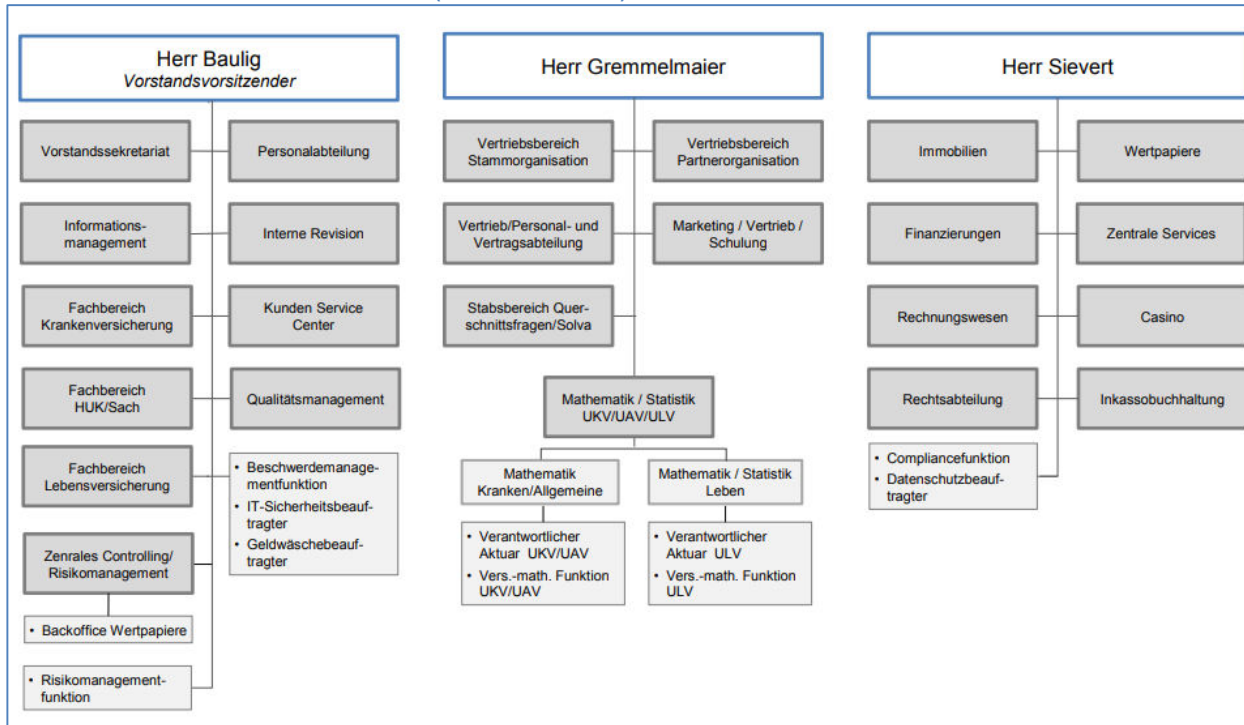 Herr Baulig
Vorstandsvorsitzender
Vorstandssekretariat
Personalabteilung
Informations-
management
Interne Revision
Fachbereich
Krankenversicherung
Kunden Service
Center
Fachbereich
HUK/Sach
Qualitätsmanagement
Fachbereich
Lebensversicherung
• Beschwerdemanage-
mentfunktion
• IT-Sicherheitsbeauf-
tragter
• Geldwäschebeauf-
tragter
Zenrales Controlling/
Risikomanagement
• Backoffice Wertpapiere
• Risikomanagement-
funktion
Herr Gremmelmaier
Vertriebsbereich
Stammorganisation
Vertriebsbereich
Partnerorganisation
Vertrieb/Personal- und
Vertragsabteilung
Marketing / Vertrieb /
Schulung
Stabsbereich Quer-
schnittsfragen/Solva
Mathematik / Statistik
UKV/UAV/ULV
Mathematik
Kranken/Allgemeine
Mathematik / Statistik
Leben
• Verantwortlicher
Aktuar UKV/UAV
• Vers.-math. Funktion
UKV/UAV
• Verantwortlicher
Aktuar ULV
• Vers.-math. Funktion
ULV
Herr Sievert
Immobilien
Wertpapiere
Finanzierungen
Zentrale Services
Rechnungswesen
Casino
Rechtsabteilung
Inkassobuchhaltung
• Compliancefunktion
• Datenschutzbeauf-
tragter